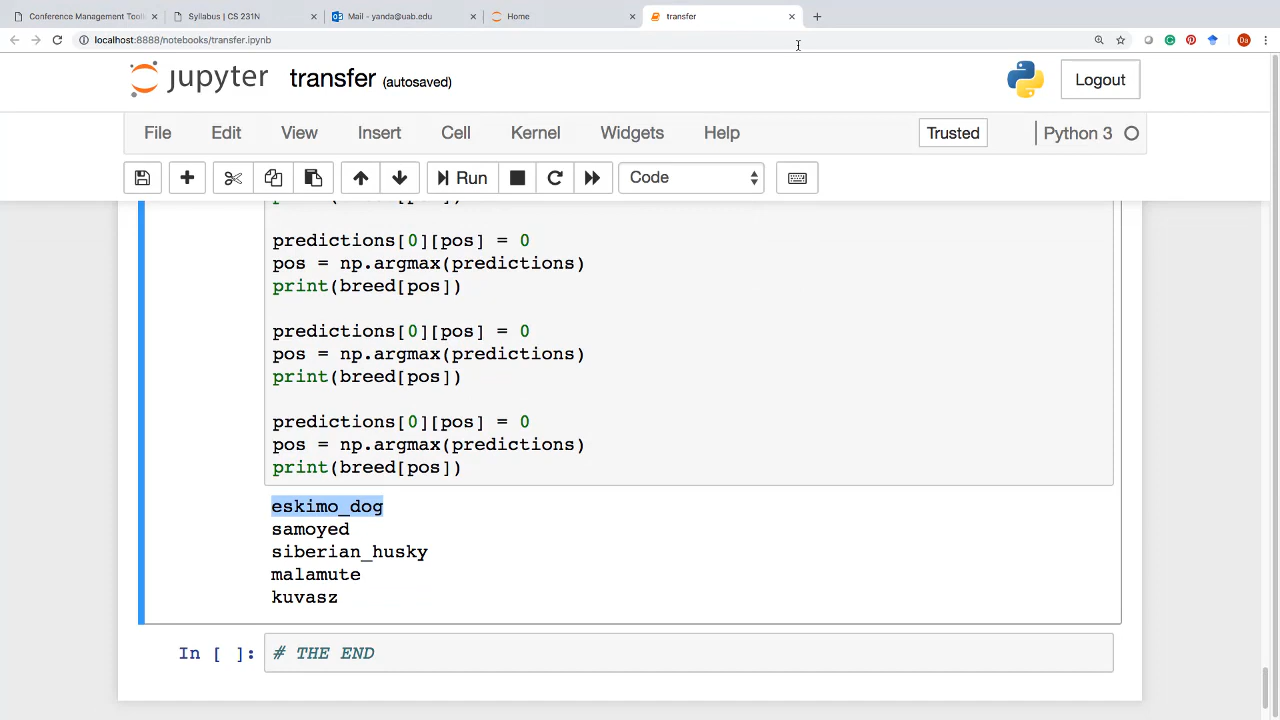 Conference Management Toolk
Syllabus | CS 231N
Mail - yanda@uab.edu
Home
transfer
localhost:8888/notebooks/transfer.ipynb
Da
jupyter transfer (autosaved)
Logout
File Edit View Insert Cell Kernel Widgets Help
Trusted
Python 3
Run
Code
predictions[0][pos] = 0
pos = np.argmax(predictions)
print(breed[pos])
predictions[0][pos] = 0
pos = np.argmax(predictions)
print(breed[pos])
predictions[0][pos] = 0
pos = np.argmax(predictions)
print(breed[pos])
eskimo_dog
samoyed
siberian_husky
malamute
kuvasz
In [ ]: # THE END